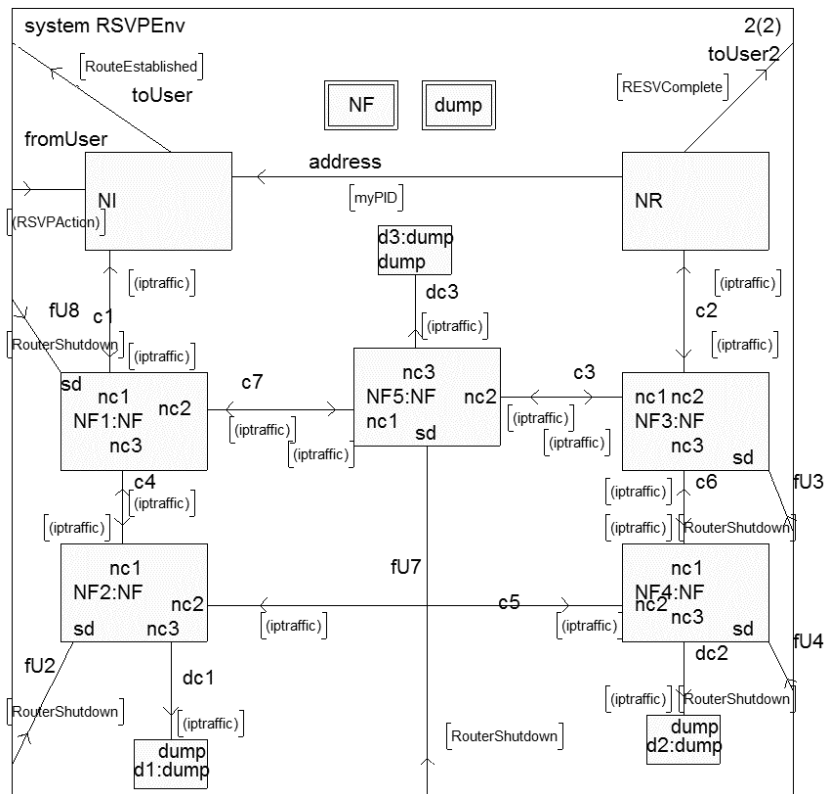 system RSVPEnv
2(2)
toUser2
[RouteEstablished]
toUser
[RESVComplete]
NF
dump
fromUser
address
NI
NR
[myPID]
[(RSVPAction)]
d3:dump
dump
[(iptraffic)]
[(iptraffic)]
fU8
c1
dc3
c2
[RouterShutdown]
[(iptraffic)]
[(iptraffic)]
[(iptraffic)]
sd
nc1
NF1:NF
nc2
nc3
c7
nc3
NF5:NF
nc2
nc1
sd
c3
nc1 nc2
NF3:NF
nc3
sd
[(iptraffic)]
[(iptraffic)]
[(iptraffic)]
[(iptraffic)]
c4
[(iptraffic)]
[(iptraffic)]
c6
fU3
[(iptraffic)]
[(iptraffic)]
[RouterShutdown]
nc1
NF2:NF
nc2
sd
nc3
fU7
c5
nc1
NF4:NF
nc2
nc3
sd
[(iptraffic)]
[(iptraffic)]
fU2
dc1
dc2
fU4
[RouterShutdown]
[(iptraffic)]
[(iptraffic)]
[RouterShutdown]
dump
d1:dump
[RouterShutdown]
dump
d2:dump